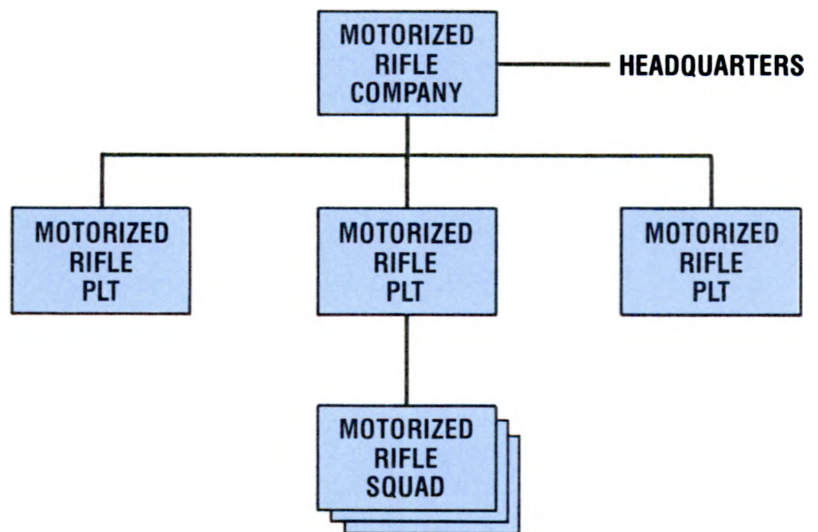 MOTORIZED
RIFLE
COMPANY
HEADQUARTERS
MOTORIZED
RIFLE
PLT
MOTORIZED
RIFLE
PLT
MOTORIZED
RIFLE
PLT
MOTORIZED
RIFLE
SQUAD